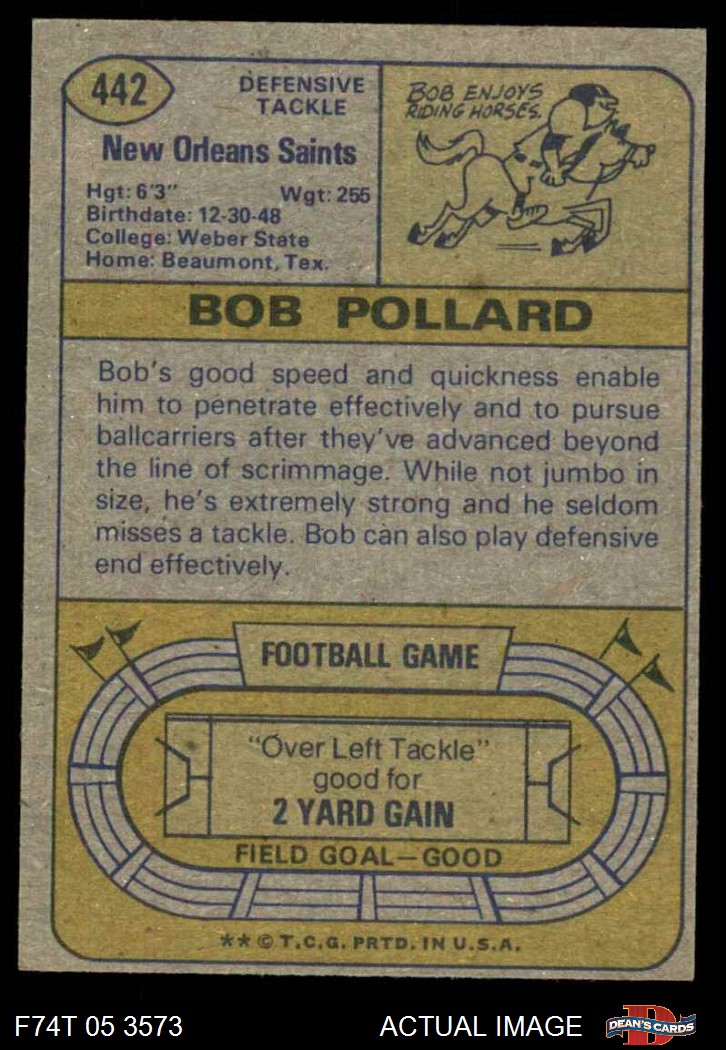 442
DEFENSIVE
TACKLE
New Orleans Saints
Hgt: 6'3" Wgt: 255
Birthdate: 12-30-48
College: Weber State
Home: Beaumont, Tex.
BOB ENJOYS
RIDING HORSES.
BOB POLLARD
Bob's good speed and quickness enable
him to penetrate effectively and to pursue
ballcarriers after they've advanced beyond
the line of scrimmage. While not jumbo in
size, he's extremely strong and he seldom
misses a tackle. Bob can also play defensive
end effectively.
FOOTBALL GAME
"Over Left Tackle"
good for
2 YARD GAIN
FIELD GOAL—GOOD
** © T.C.G. PRTD. IN U.S.A.
F74T 05 3573
ACTUAL IMAGE
D
DEAN'S CARDS